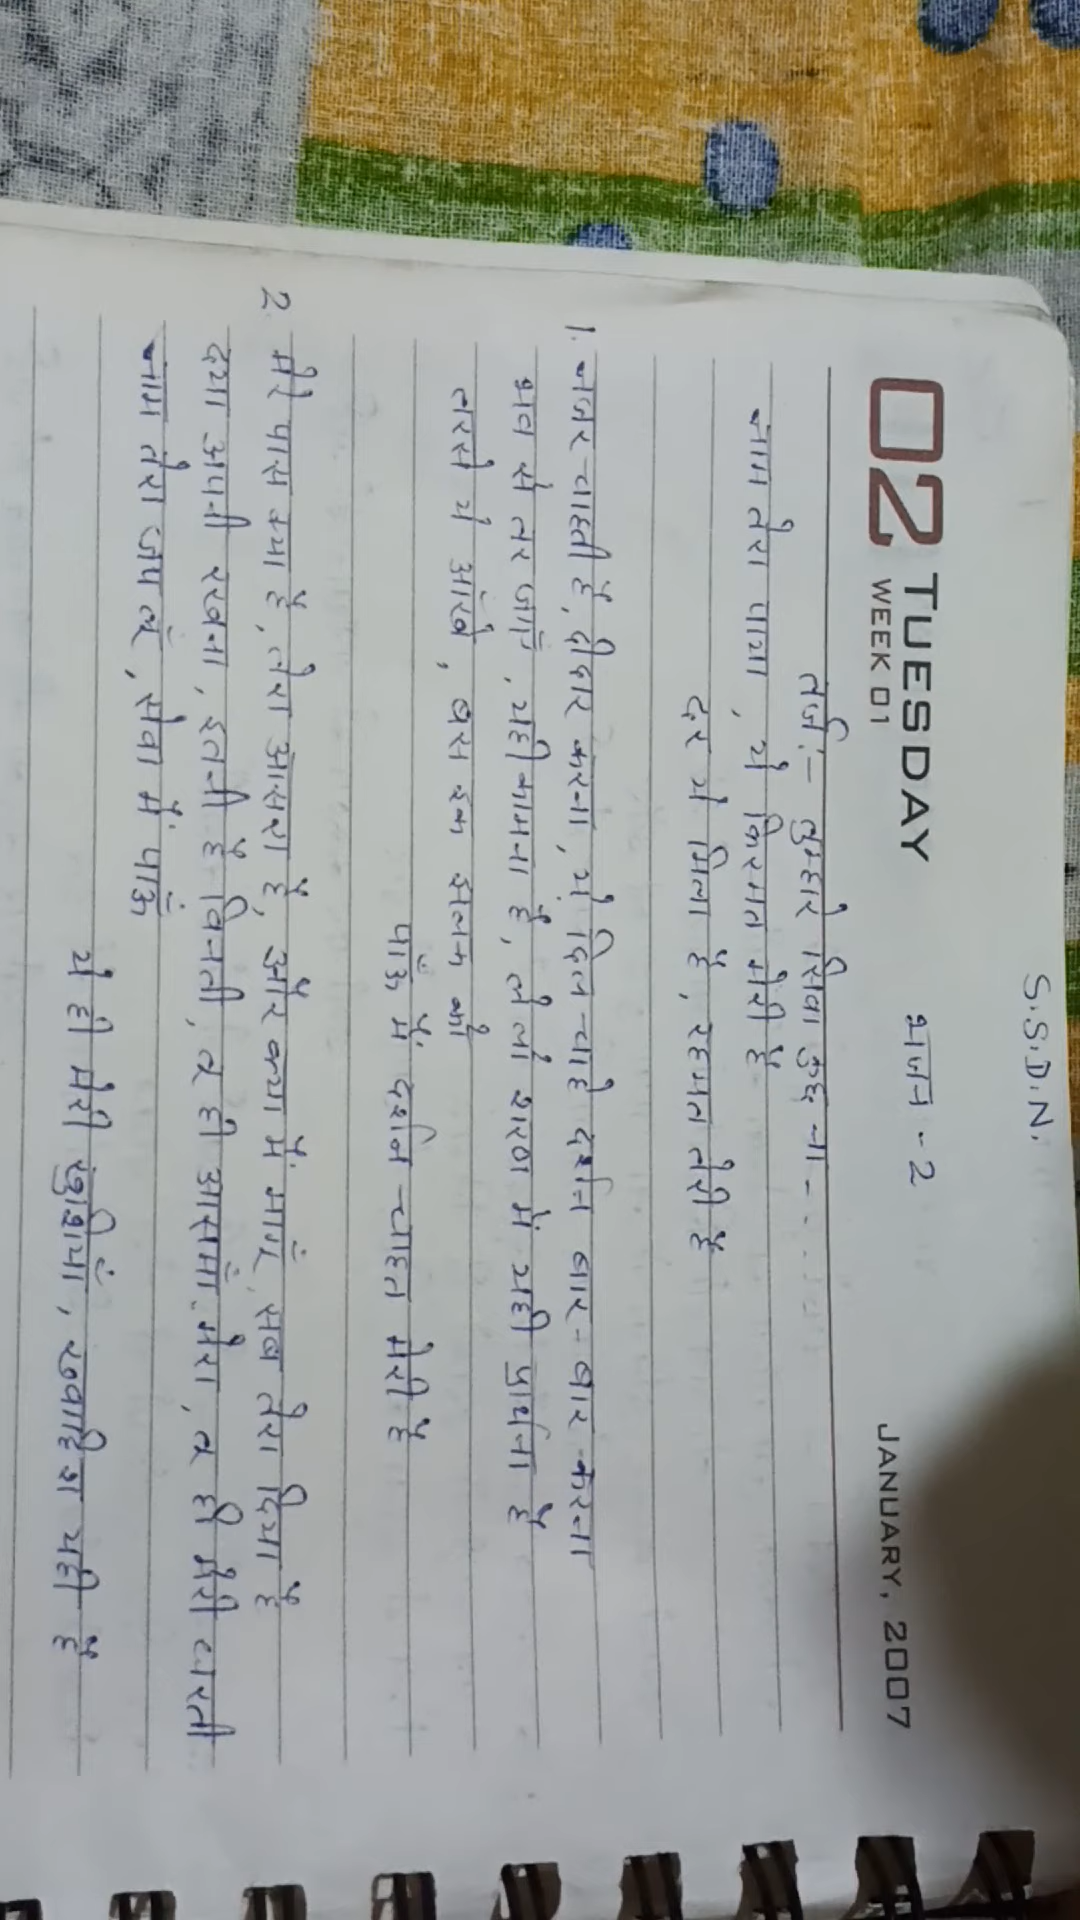 S.S.D.N.
02 TUESDAY
WEEK 01
भजन - 2
JANUARY, 2007
तर्ज :- तुम्हारे सिवा कुछ ना - . . .
नाम तेरा पाया , ये किस्मत मेरी है
दर ये मिला है , रहमत तेरी है
1. नजर चाहती है , दीदार करना , ये दिल चाहे दर्शन बार - बार करना
भव से तर जाएं , यही कामना है , ले लो शरण में यही प्रार्थना है
तरसे ये आंखे , बस इक झलक को
पाऊँ मैं दर्शन चाहत मेरी है
2. मेरे पास क्या है , तेरा आसरा है , और क्या मैं मागूं , सब तेरा दिया है
दया अपनी रखना , इतनी है विनती , तू ही आसमां मेरा , तू ही मेरी धरती
नाम तेरा जप लूं , सेवा में पाऊं
ये ही मेरी खुशियां , ख्वाहिश यही है